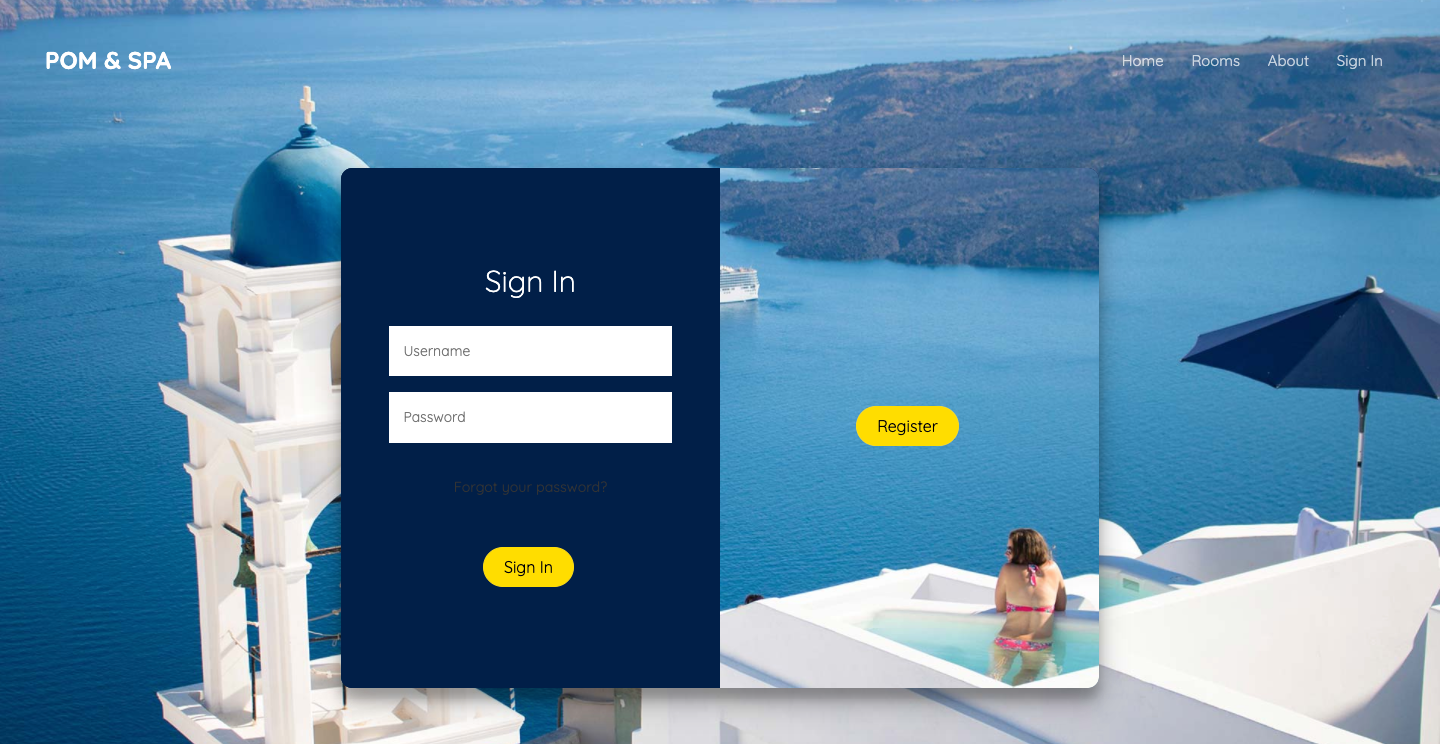 POM & SPA
Home Rooms About Sign In
Sign In
Username
Password
Forgot your password?
Sign In
Register